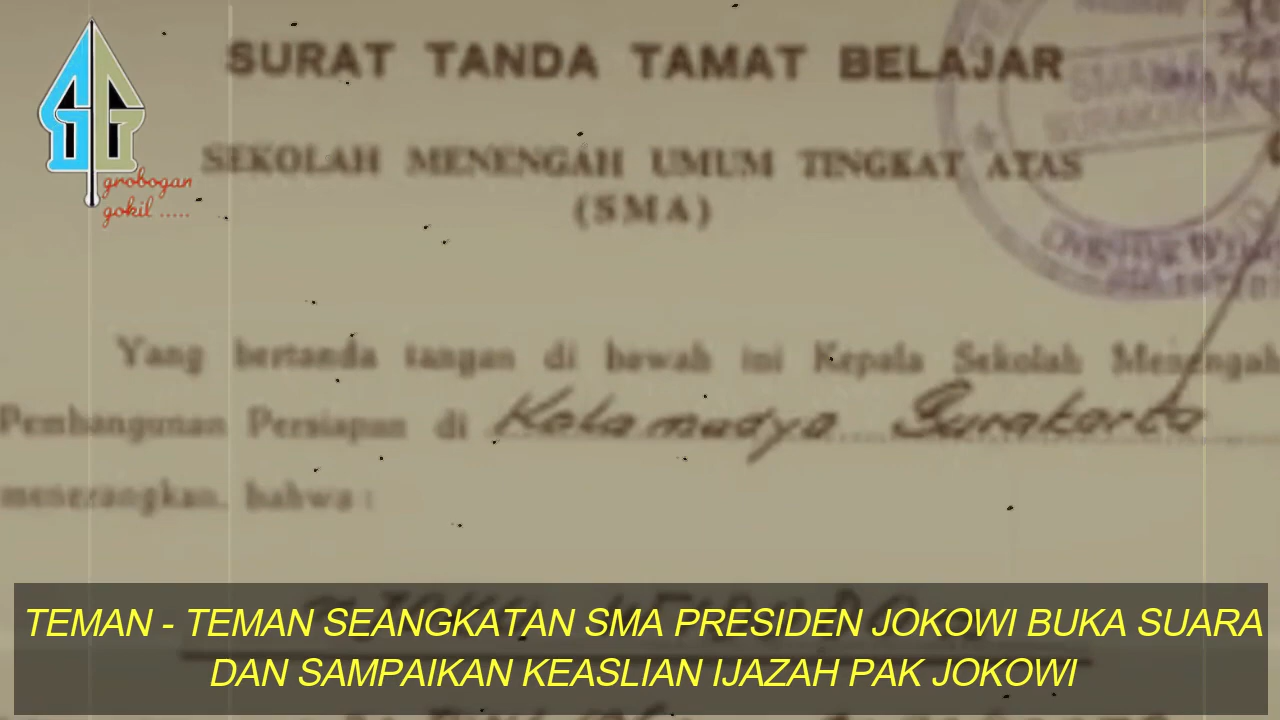 SURAT TANDA TAMAT BELAJAR
SEKOLAH MENENGAH UMUM TINGKAT ATAS
(SMA)
grobogan
gokil .....
SURAKARTA
Yang bertanda tangan di bawah ini Kepala Sekolah Menengah
Pembangunan Persiapan di Kotamadya Surakarta
menerangkan bahwa :
TEMAN - TEMAN SEANGKATAN SMA PRESIDEN JOKOWI BUKA SUARA
DAN SAMPAIKAN KEASLIAN IJAZAH PAK JOKOWI